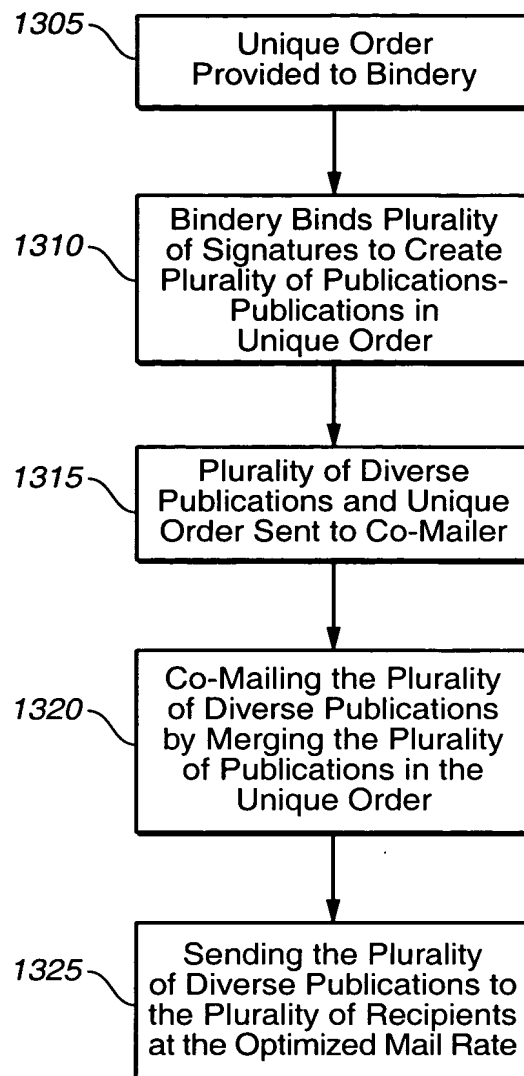 1305
Unique Order
Provided to Bindery
1310
Bindery Binds Plurality
of Signatures to Create
Plurality of Publications-
Publications in
Unique Order
1315
Plurality of Diverse
Publications and Unique
Order Sent to Co-Mailer
1320
Co-Mailing the Plurality
of Diverse Publications
by Merging the Plurality
of Publications in the
Unique Order
1325
Sending the Plurality
of Diverse Publications to
the Plurality of Recipients
at the Optimized Mail Rate